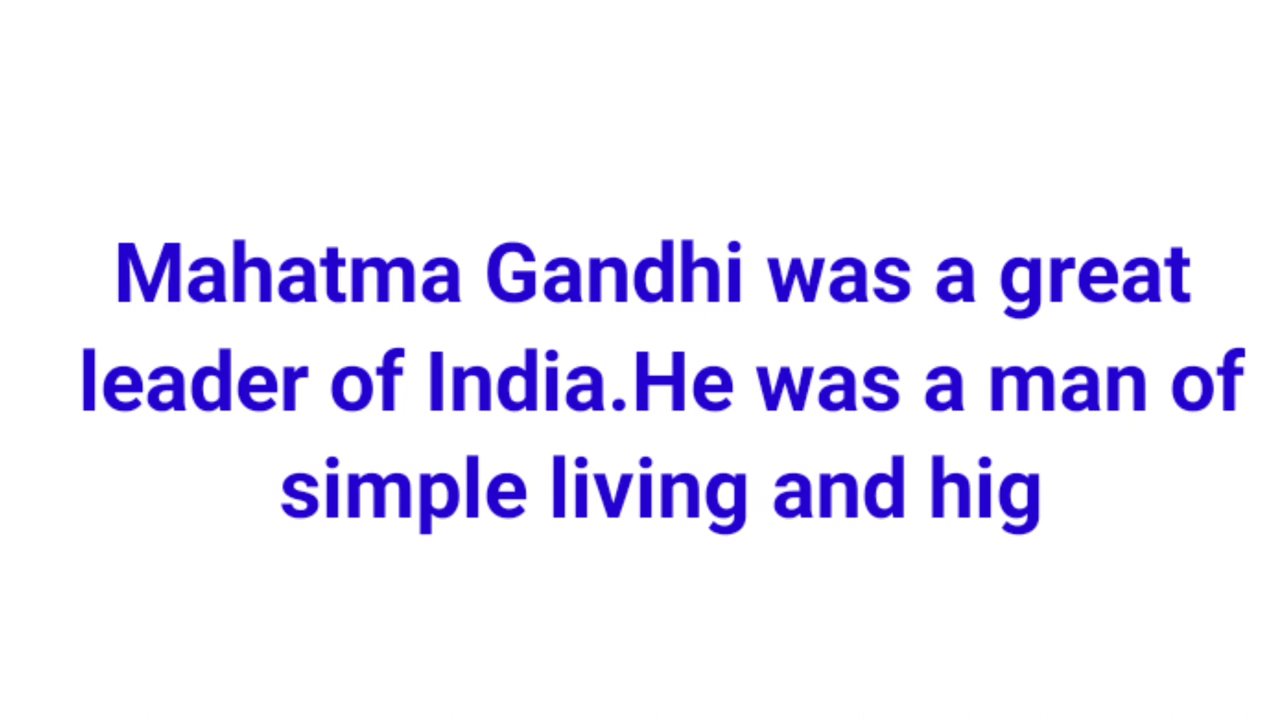 Mahatma Gandhi was a great
leader of India.He was a man of
simple living and hig